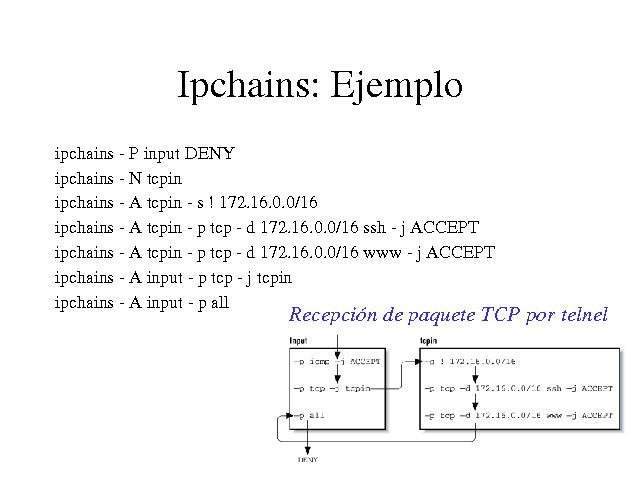 Ipchains: Ejemplo
ipchains - P input DENY
ipchains - N tcpin
ipchains - A tcpin - s ! 172.16.0.0/16
ipchains - A tcpin - p tcp - d 172.16.0.0/16 ssh - j ACCEPT
ipchains - A tcpin - p tcp - d 172.16.0.0/16 www - j ACCEPT
ipchains - A input - p tcp - j tcpin
ipchains - A input - p all
Recepción de paquete TCP por telnel
Input
-p icmp -j ACCEPT
-p tcp -j tcpin
-p all
DENY
tcpin
-s ! 172.16.0.0/16
-p tcp -d 172.16.0.0/16 ssh -j ACCEPT
-p tcp -d 172.16.0.0/16 www -j ACCEPT